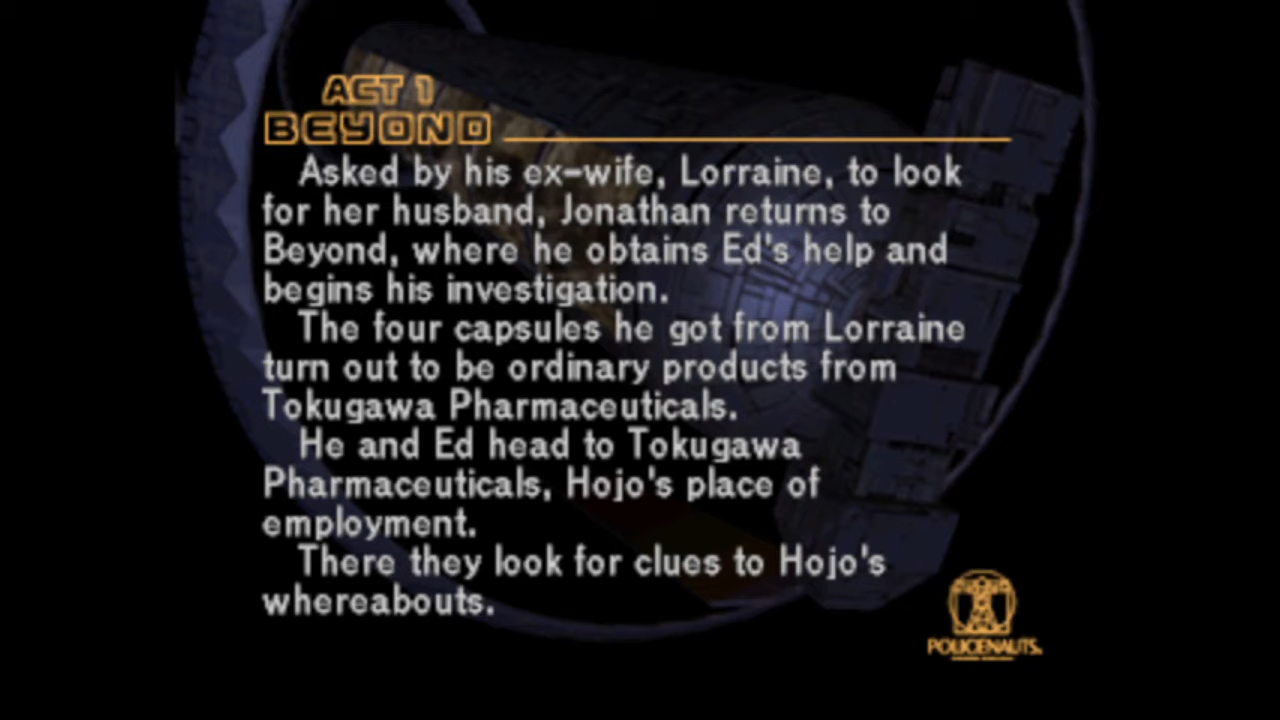 ACT 1
BEYOND
Asked by his ex-wife, Lorraine, to look
for her husband, Jonathan returns to
Beyond, where he obtains Ed's help and
begins his investigation.
The four capsules he got from Lorraine
turn out to be ordinary products from
Tokugawa Pharmaceuticals.
He and Ed head to Tokugawa
Pharmaceuticals, Hojo's place of
employment.
There they look for clues to Hojo's
whereabouts.
POLICENAUTS